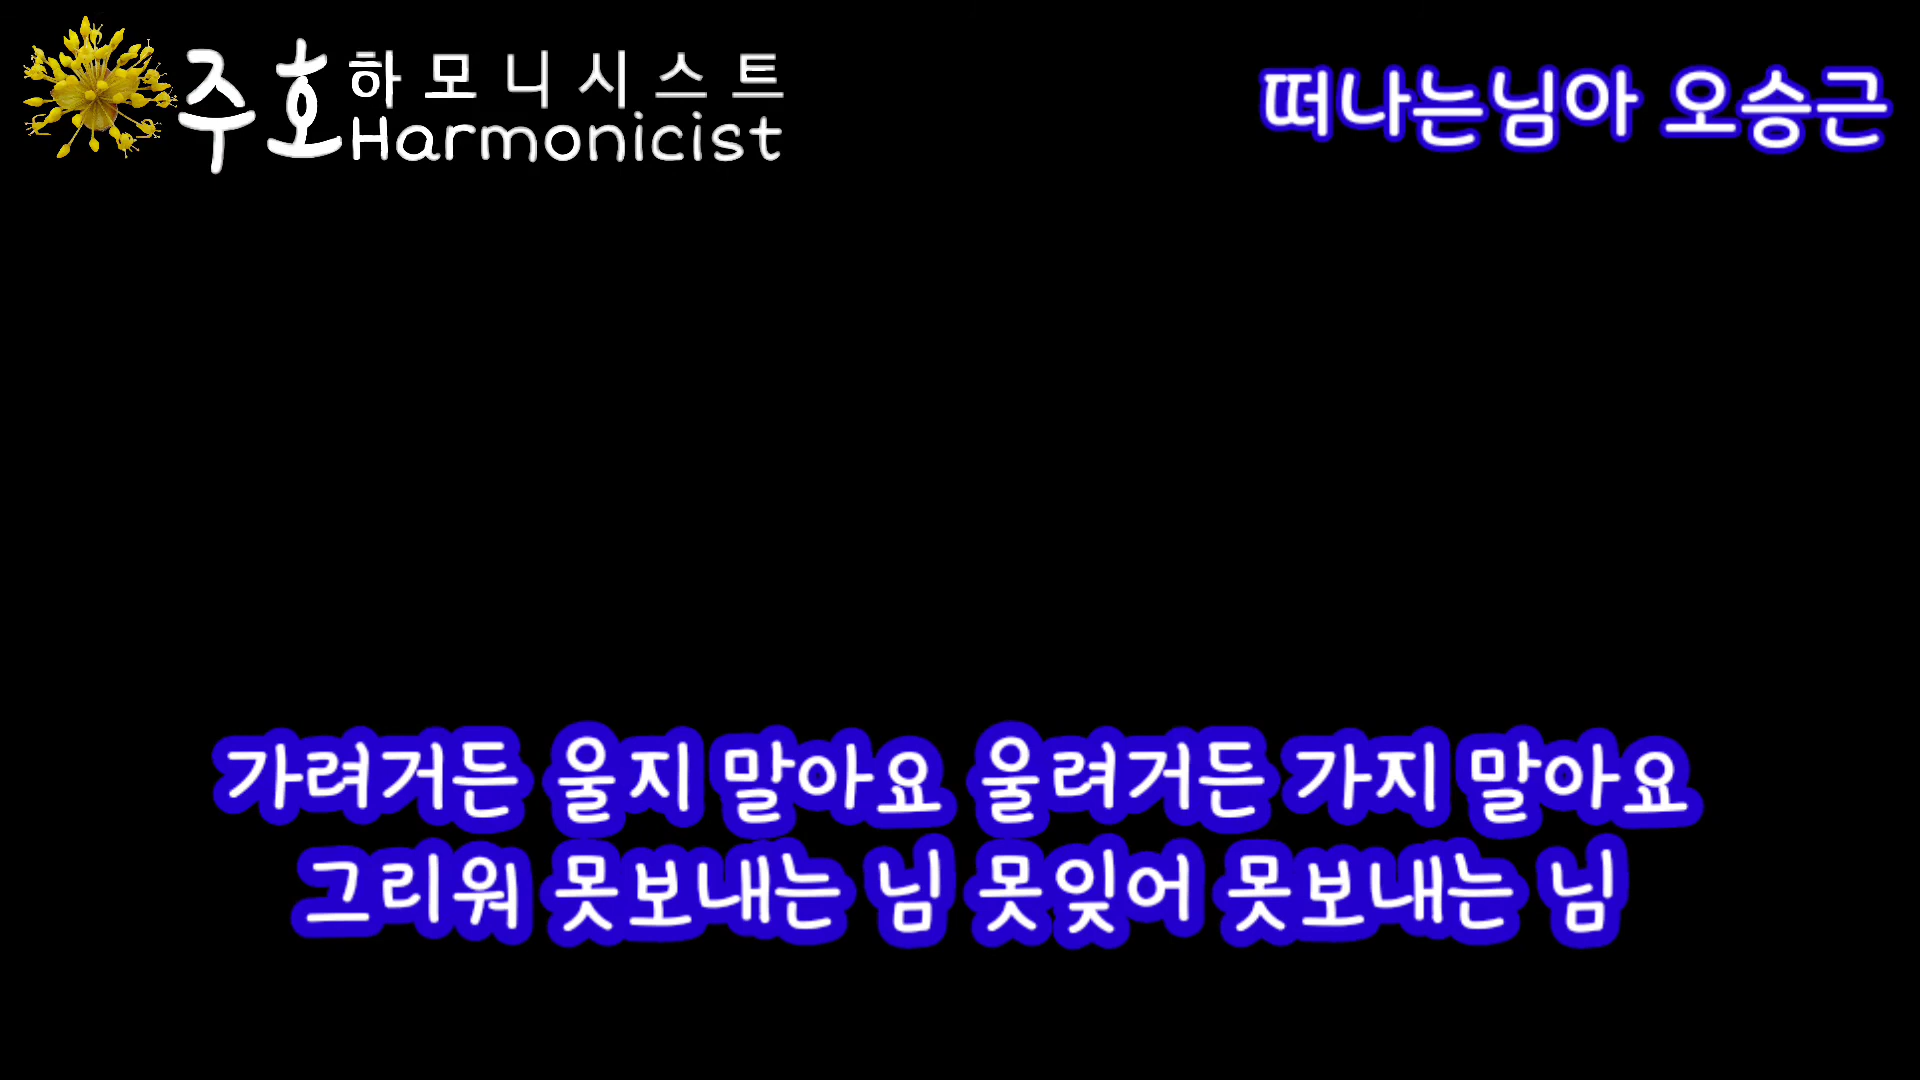 주호 하모니시스트
Harmonicist
떠나는님아 오승근
가려거든 울지 말아요 울려거든 가지 말아요
그리워 못보내는 님 못잊어 못보내는 님